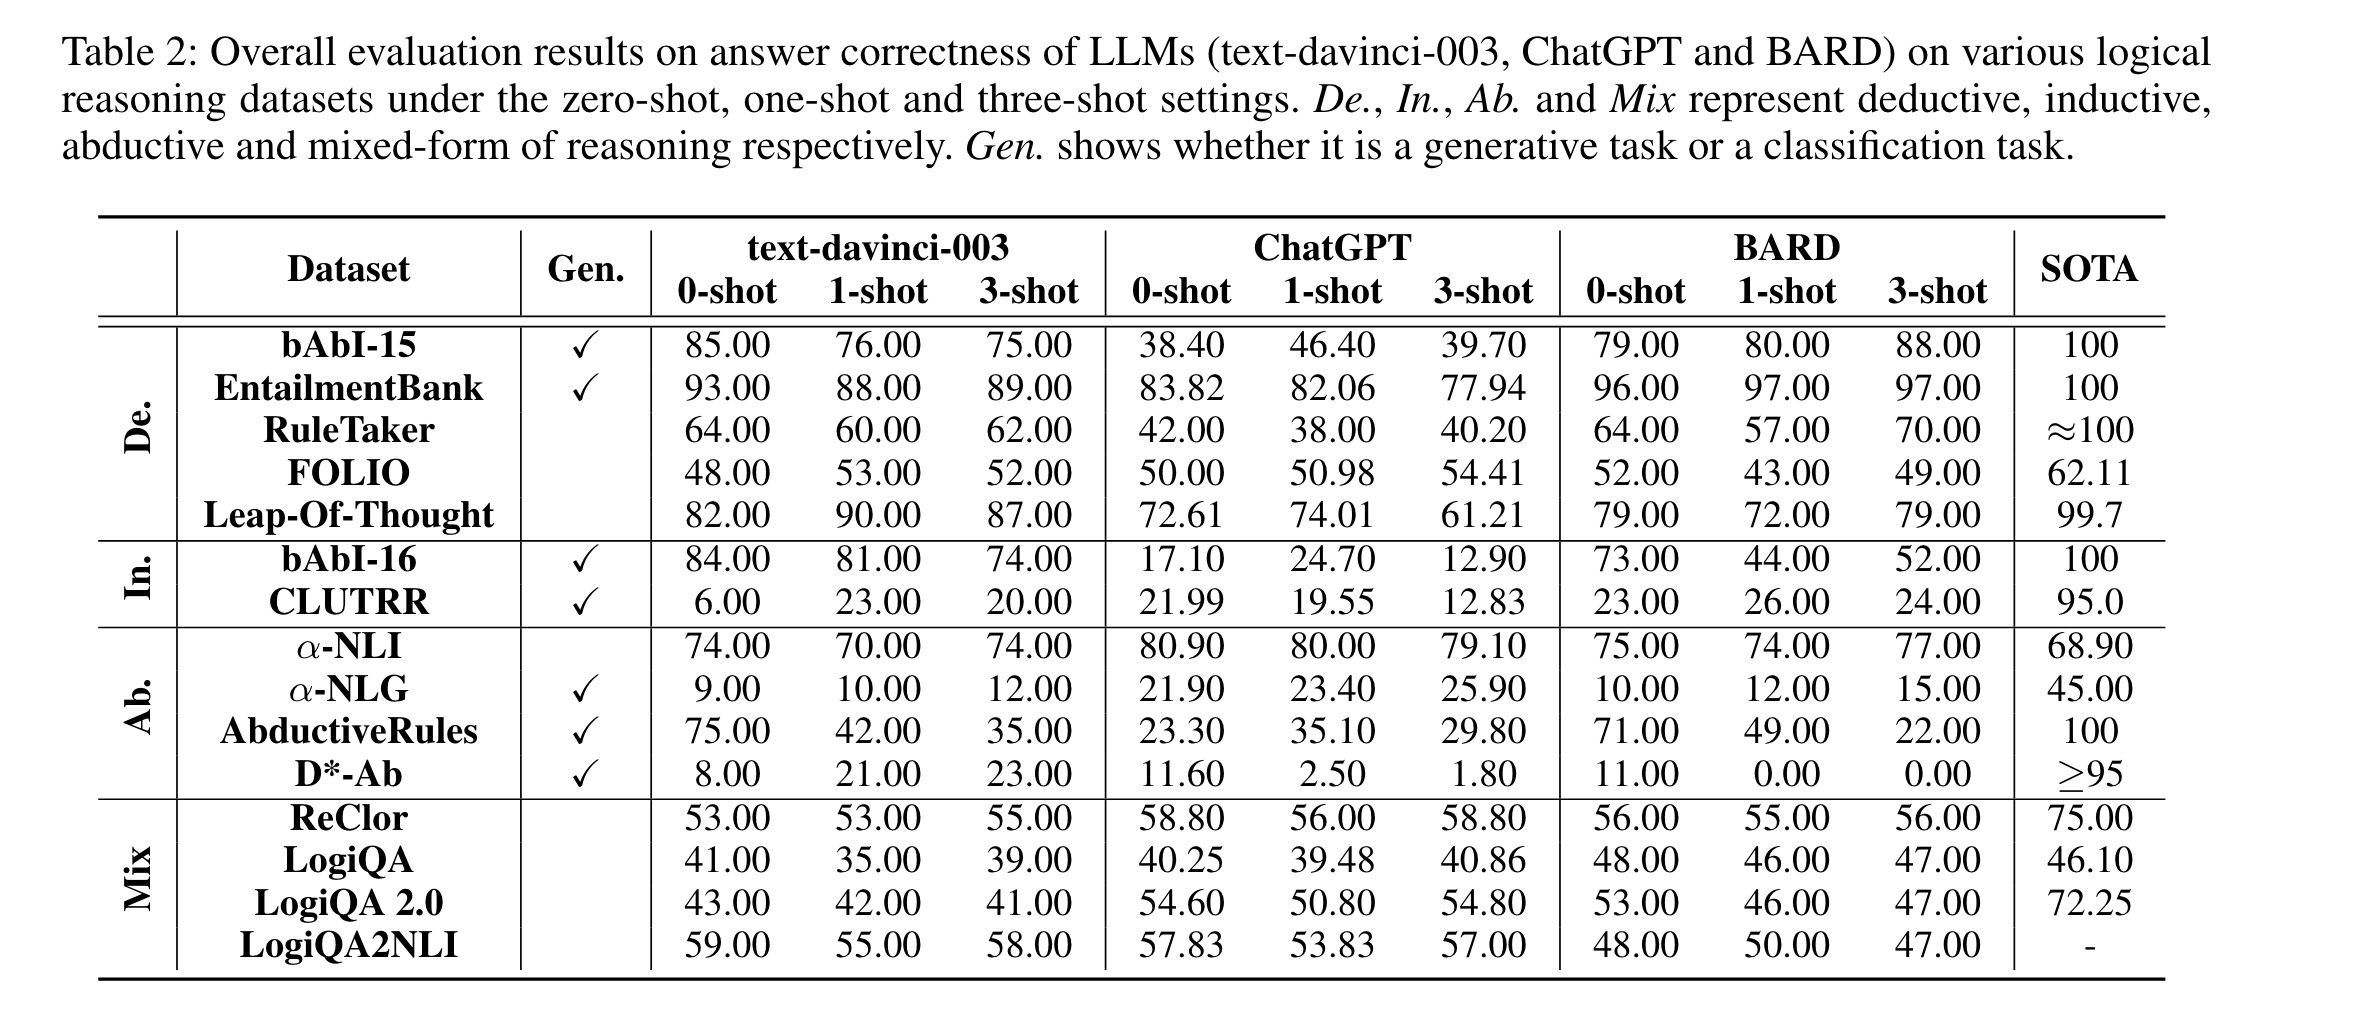 Table 2: Overall evaluation results on answer correctness of LLMs (text-davinci-003, ChatGPT and BARD) on various logical
reasoning datasets under the zero-shot, one-shot and three-shot settings. De., In., Ab. and Mix represent deductive, inductive,
abductive and mixed-form of reasoning respectively. Gen. shows whether it is a generative task or a classification task.
Dataset Gen. text-davinci-003 ChatGPT BARD SOTA
0-shot 1-shot 3-shot 0-shot 1-shot 3-shot 0-shot 1-shot 3-shot
De.
bAbI-15 ✓ 85.00 76.00 75.00 38.40 46.40 39.70 79.00 80.00 88.00 100
EntailmentBank ✓ 93.00 88.00 89.00 83.82 82.06 77.94 96.00 97.00 97.00 100
RuleTaker 64.00 60.00 62.00 42.00 38.00 40.20 64.00 57.00 70.00 ≈100
FOLIO 48.00 53.00 52.00 50.00 50.98 54.41 52.00 43.00 49.00 62.11
Leap-Of-Thought 82.00 90.00 87.00 72.61 74.01 61.21 79.00 72.00 79.00 99.7
In.
bAbI-16 ✓ 84.00 81.00 74.00 17.10 24.70 12.90 73.00 44.00 52.00 100
CLUTRR ✓ 6.00 23.00 20.00 21.99 19.55 12.83 23.00 26.00 24.00 95.0
Ab.
α-NLI 74.00 70.00 74.00 80.90 80.00 79.10 75.00 74.00 77.00 68.90
α-NLG ✓ 9.00 10.00 12.00 21.90 23.40 25.90 10.00 12.00 15.00 45.00
AbductiveRules ✓ 75.00 42.00 35.00 23.30 35.10 29.80 71.00 49.00 22.00 100
D*-Ab ✓ 8.00 21.00 23.00 11.60 2.50 1.80 11.00 0.00 0.00 ≥95
Mix
ReClor 53.00 53.00 55.00 58.80 56.00 58.80 56.00 55.00 56.00 75.00
LogiQA 41.00 35.00 39.00 40.25 39.48 40.86 48.00 46.00 47.00 46.10
LogiQA 2.0 43.00 42.00 41.00 54.60 50.80 54.80 53.00 46.00 47.00 72.25
LogiQA2NLI 59.00 55.00 58.00 57.83 53.83 57.00 48.00 50.00 47.00 -